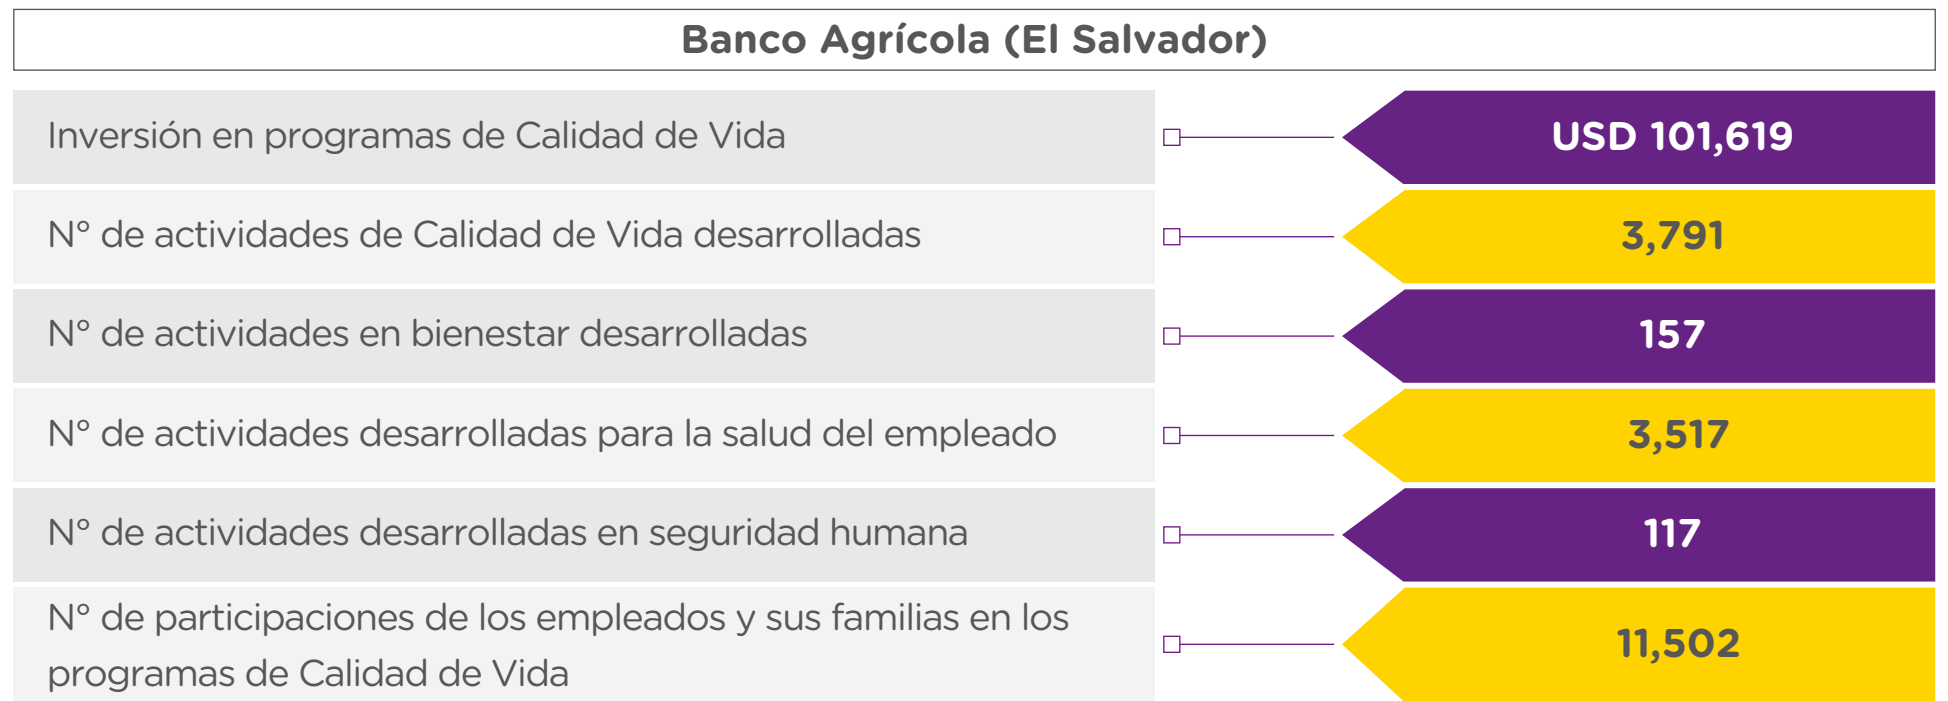 Banco Agrícola (El Salvador)
Inversión en programas de Calidad de Vida
USD 101,619
N° de actividades de Calidad de Vida desarrolladas
3,791
N° de actividades en bienestar desarrolladas
157
N° de actividades desarrolladas para la salud del empleado
3,517
N° de actividades desarrolladas en seguridad humana
117
N° de participaciones de los empleados y sus familias en los
programas de Calidad de Vida
11,502